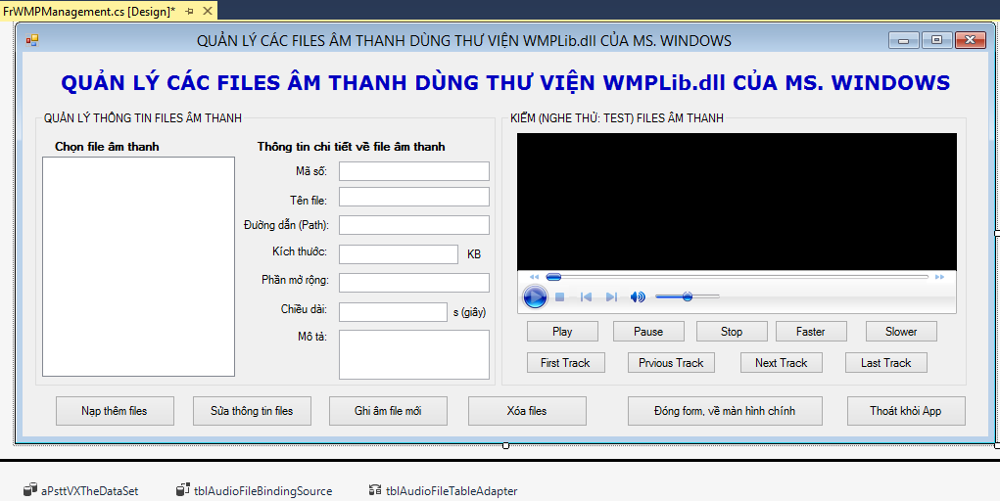 FrWMPManagement.cs [Design]*
QUẢN LÝ CÁC FILES ÂM THANH DÙNG THƯ VIỆN WMPLib.dll CỦA MS. WINDOWS
QUẢN LÝ CÁC FILES ÂM THANH DÙNG THƯ VIỆN WMPLib.dll CỦA MS. WINDOWS
QUẢN LÝ THÔNG TIN FILES ÂM THANH
Chọn file âm thanh
Thông tin chi tiết về file âm thanh
Mã số:
Tên file:
Đường dẫn (Path):
Kích thước:
KB
Phần mở rộng:
Chiều dài:
s (giây)
Mô tả:
KIỂM (NGHE THỬ: TEST) FILES ÂM THANH
Play
Pause
Stop
Faster
Slower
First Track
Prvious Track
Next Track
Last Track
Nạp thêm files
Sửa thông tin files
Ghi âm file mới
Xóa files
Đóng form, về màn hình chính
Thoát khỏi App
aPsttVXTheDataSet
tblAudioFileBindingSource
tblAudioFileTableAdapter